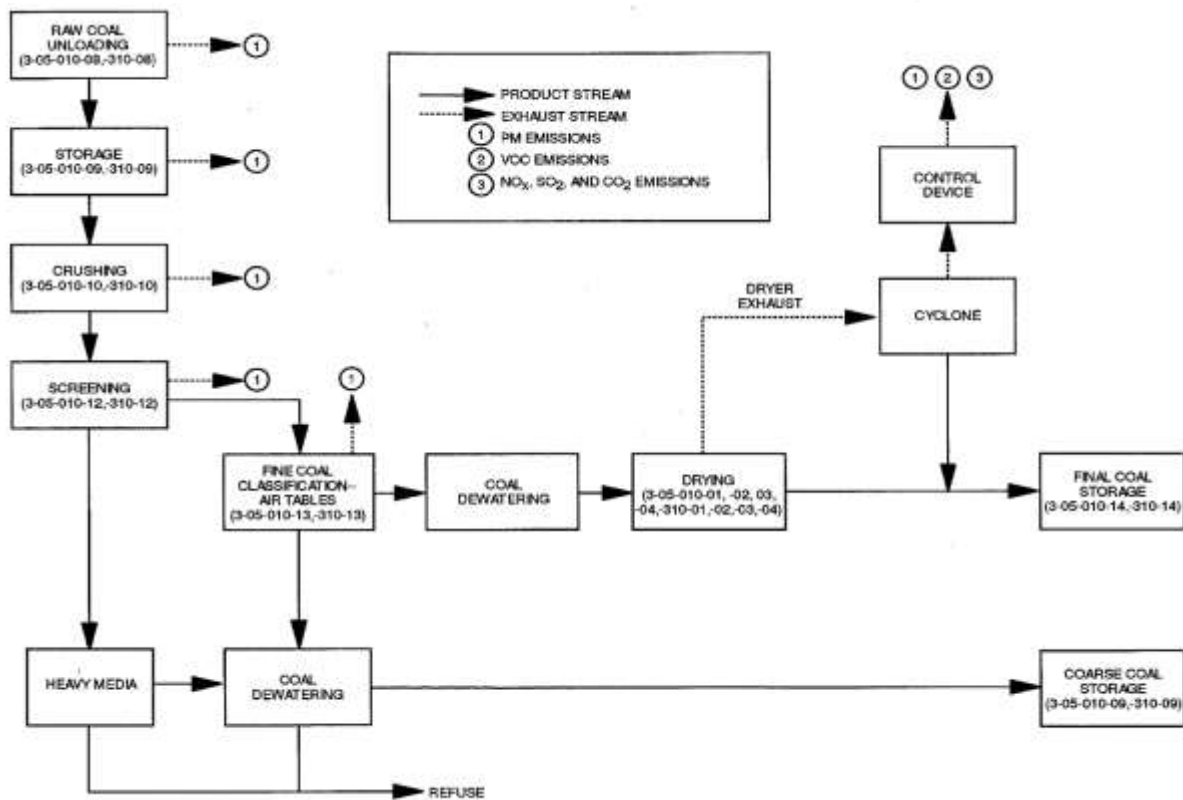 RAW COAL
UNLOADING
(3-05-010-08,-310-08)
1
STORAGE
(3-05-010-09,-310-09)
1
CRUSHING
(3-05-010-10,-310-10)
1
SCREENING
(3-05-010-12,-310-12)
1
1
PRODUCT STREAM
EXHAUST STREAM
1 PM EMISSIONS
2 VOC EMISSIONS
3 NOX, SO2, AND CO2 EMISSIONS
1 2 3
CONTROL
DEVICE
CYCLONE
DRYER
EXHAUST
FINE COAL
CLASSIFICATION--
AIR TABLES
(3-05-010-13,-310-13)
COAL
DEWATERING
DRYING
(3-05-010-01, -02, 03,
-04,-310-01,-02,-03,-04)
FINAL COAL
STORAGE
(3-05-010-14,-310-14)
HEAVY MEDIA
COAL
DEWATERING
COARSE COAL
STORAGE
(3-05-010-09,-310-09)
REFUSE